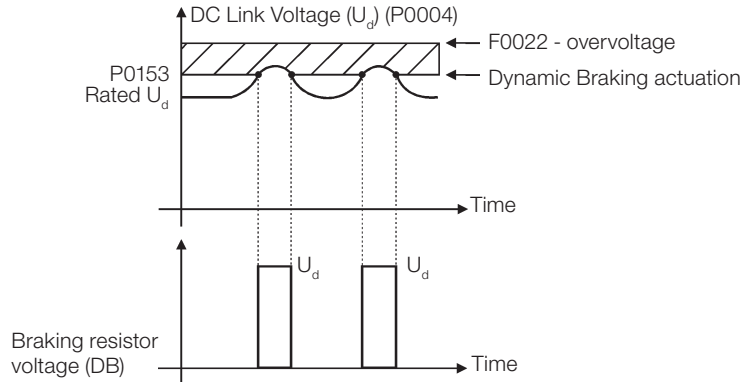 DC Link Voltage (Ud) (P0004)
F0022 - overvoltage
P0153
Dynamic Braking actuation
Rated Ud
Time
Ud
Ud
Braking resistor
voltage (DB)
Time